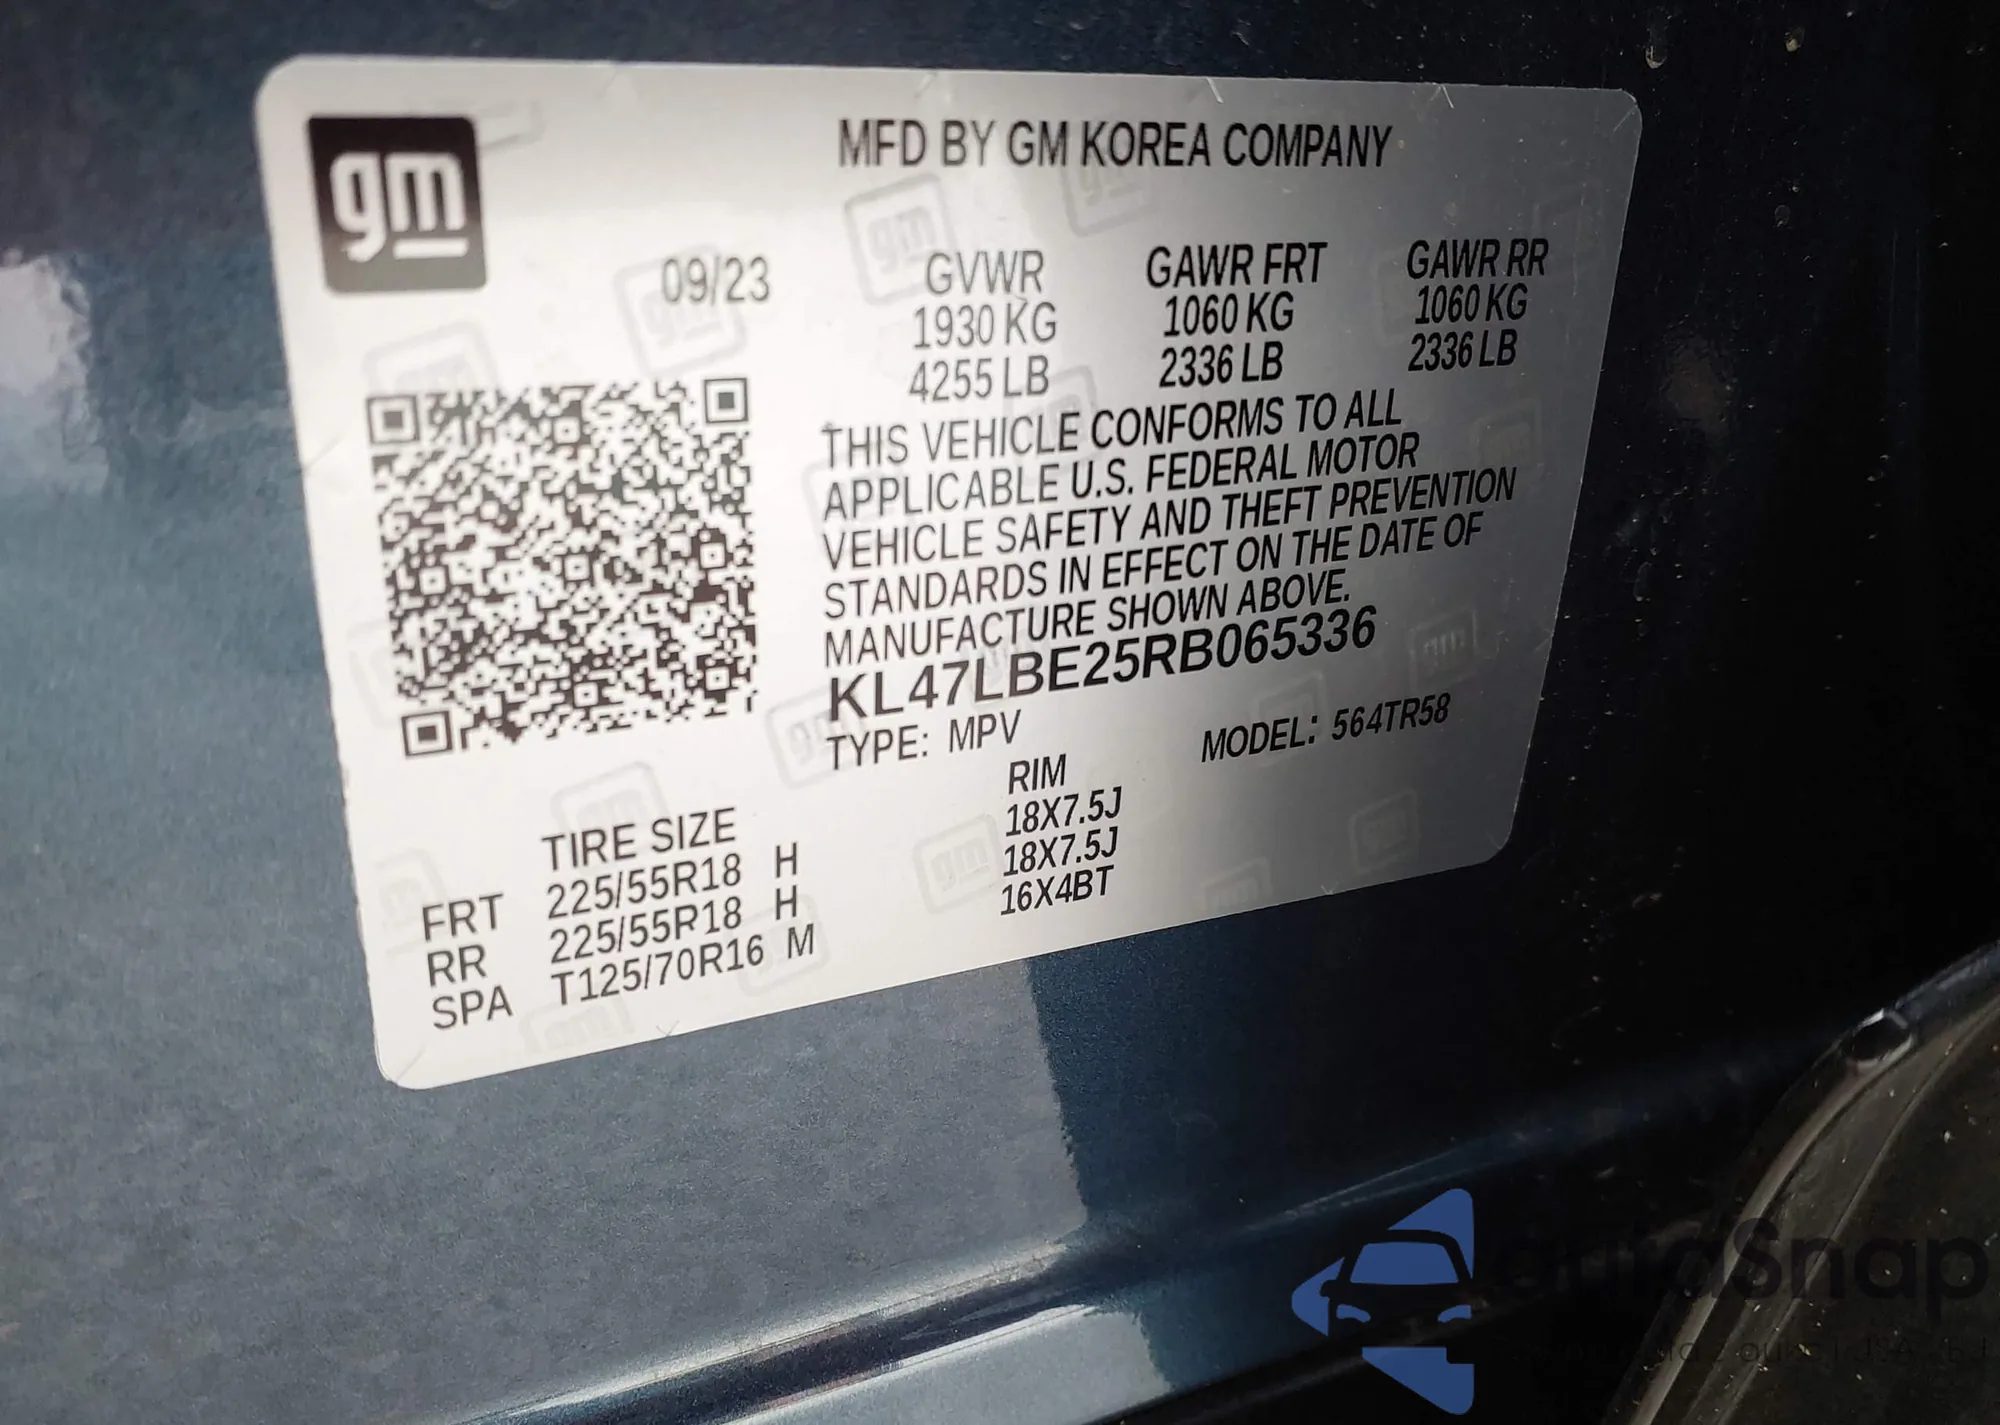 gm
MFD BY GM KOREA COMPANY
09/23
GVWR GAWR FRT GAWR RR
1930 KG 1060 KG 1060 KG
4255 LB 2336 LB 2336 LB
THIS VEHICLE CONFORMS TO ALL
APPLICABLE U.S. FEDERAL MOTOR
VEHICLE SAFETY AND THEFT PREVENTION
STANDARDS IN EFFECT ON THE DATE OF
MANUFACTURE SHOWN ABOVE.
KL47LBE25RB065336
TYPE: MPV MODEL: 564TR58
TIRE SIZE RIM
FRT 225/55R18 H 18X7.5J
RR 225/55R18 H 18X7.5J
SPA T125/70R16 M 16X4BT
autoSnap